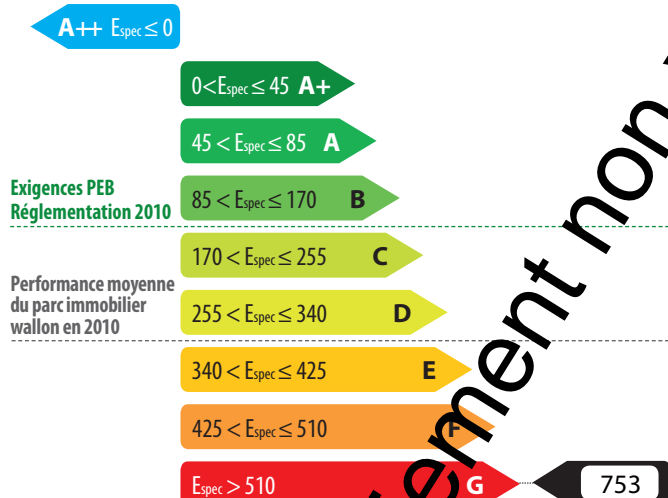 A++ Espec ≤ 0
0<Espec ≤ 45 A+
45 < Espec ≤ 85 A
Exigences PEB
Réglementation 2010
85 < Espec ≤ 170 B
170 < Espec ≤ 255 C
Performance moyenne
du parc immobilier
wallon en 2010
255 < Espec ≤ 340 D
340 < Espec ≤ 425 E
425 < Espec ≤ 510 F
Espec > 510 G
753
ement non